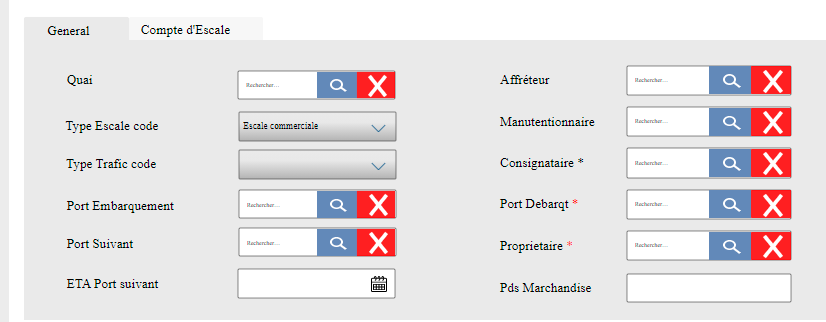 General
Compte d'Escale
Quai
Rechercher...
Affréteur
Rechercher...
Type Escale code
Escale commerciale
Manutentionnaire
Rechercher...
Type Trafic code
Consignataire *
Rechercher...
Port Embarquement
Rechercher...
Port Debarqt *
Rechercher...
Port Suivant
Rechercher...
Proprietaire *
Rechercher...
ETA Port suivant
Pds Marchandise